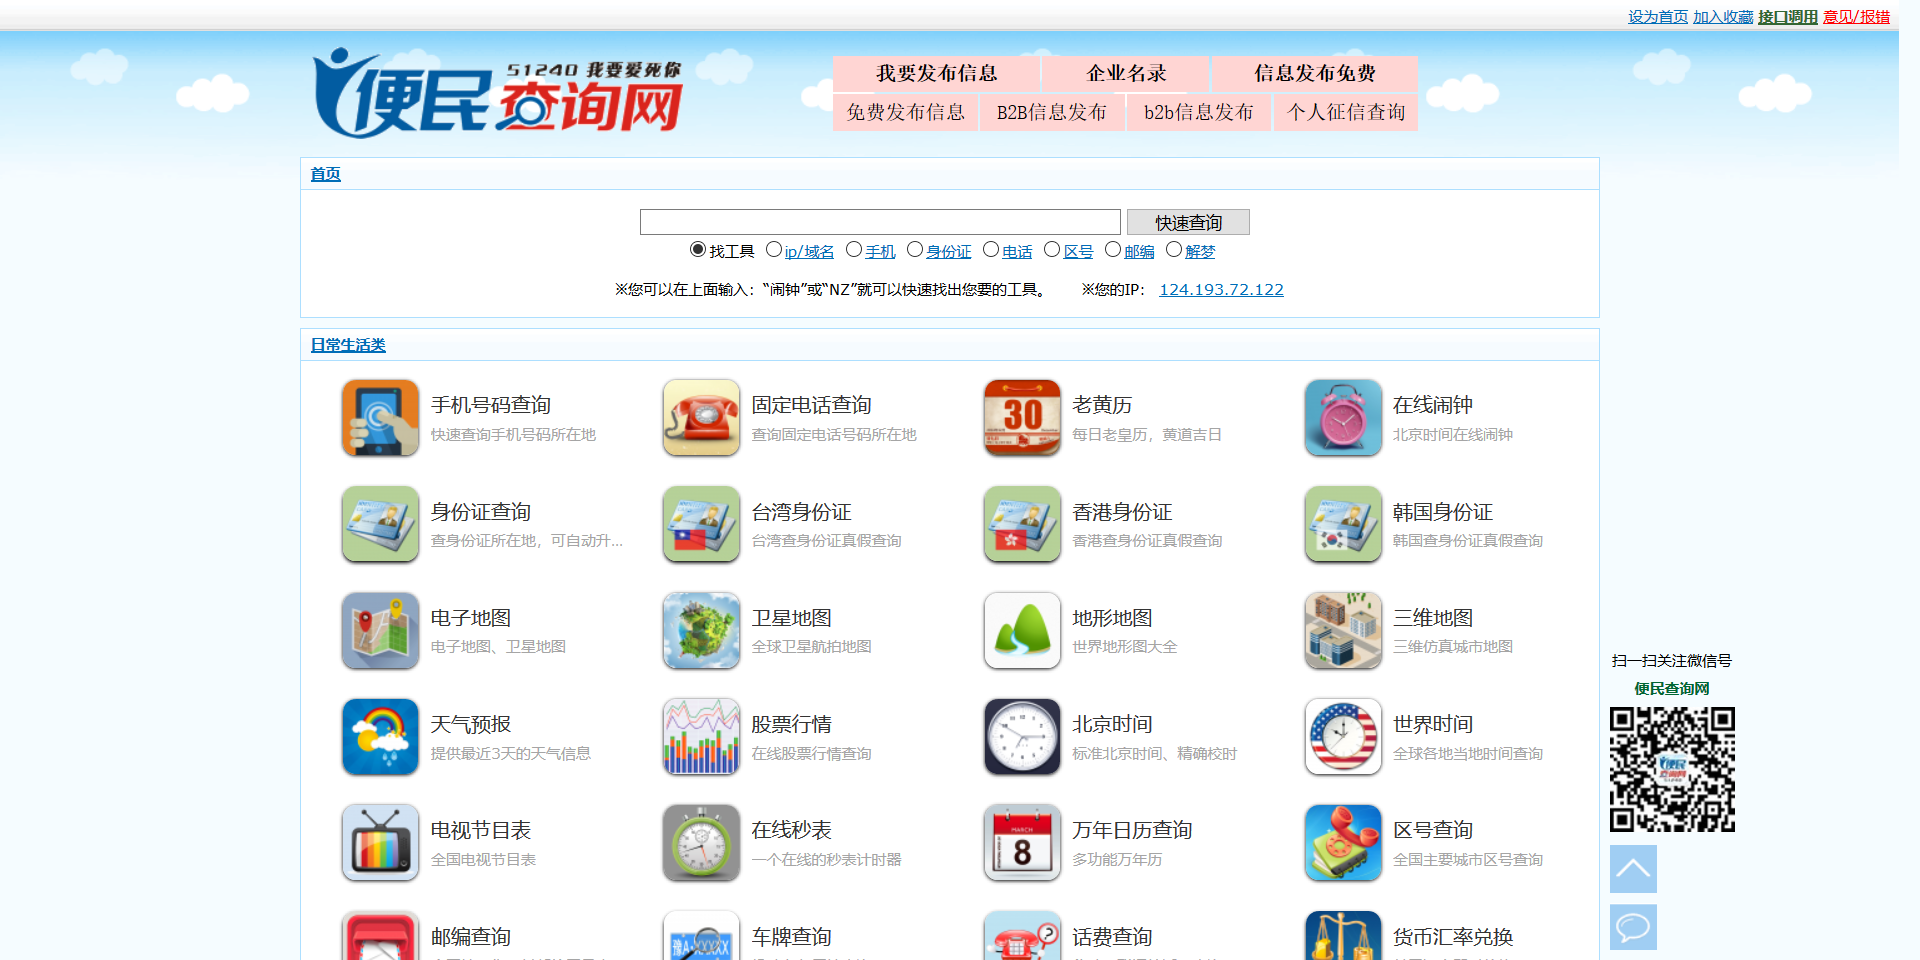 设为首页 加入收藏 接口调用 意见/报错
便民查询网 51240 我要爱死你
我要发布信息 企业名录 信息发布免费
免费发布信息 B2B信息发布 b2b信息发布 个人征信查询
首页
快速查询
找工具 ip/域名 手机 身份证 电话 区号 邮编 解梦
※您可以在上面输入：“闹钟”或“NZ”就可以快速找出您要的工具。 ※您的IP： 124.193.72.122
日常生活类
手机号码查询 固定电话查询 老黄历 在线闹钟
快速查询手机号码所在地 查询固定电话号码所在地 每日老皇历，黄道吉日 北京时间在线闹钟
身份证查询 台湾身份证 香港身份证 韩国身份证
查身份证所在地，可自动升... 台湾查身份证真假查询 香港查身份证真假查询 韩国查身份证真假查询
电子地图 卫星地图 地形地图 三维地图
电子地图、卫星地图 全球卫星航拍地图 世界地形图大全 三维仿真城市地图
扫一扫关注微信号
便民查询网
天气预报 股票行情 北京时间 世界时间
提供最近3天的天气信息 在线股票行情查询 标准北京时间、精确校时 全球各地当地时间查询
电视节目表 在线秒表 万年日历查询 区号查询
全国电视节目表 一个在线的秒表计时器 多功能万年历 全国主要城市区号查询
邮编查询 车牌查询 话费查询 货币汇率兑换